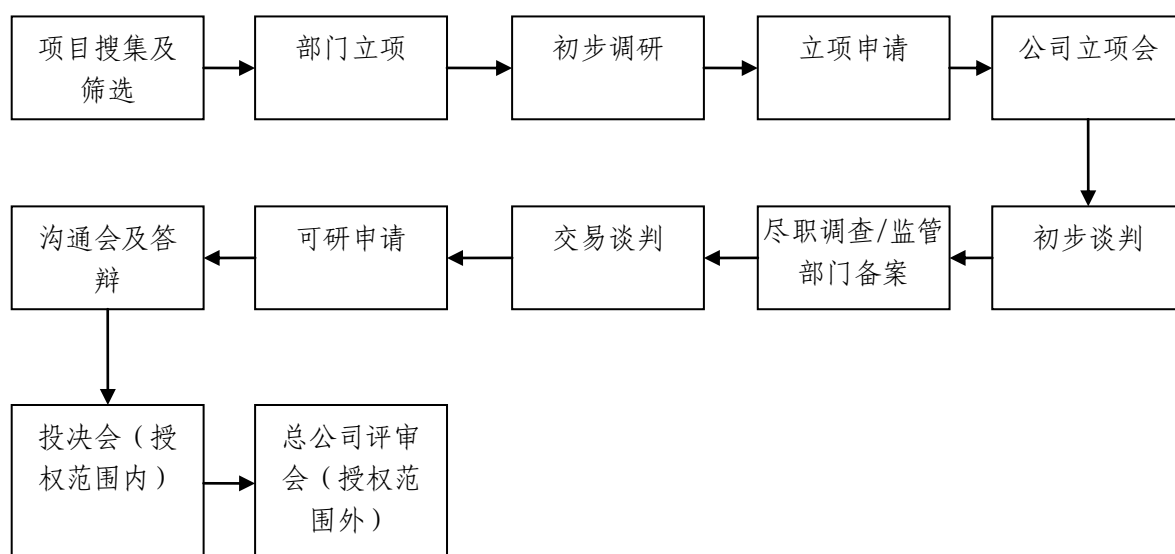 项目搜集及
筛选
部门立项
初步调研
立项申请
公司立项会
初步谈判
尽职调查/监管
部门备案
交易谈判
可研申请
沟通会及答
辩
投决会（授
权范围内）
总公司评审
会（授权范
围外）